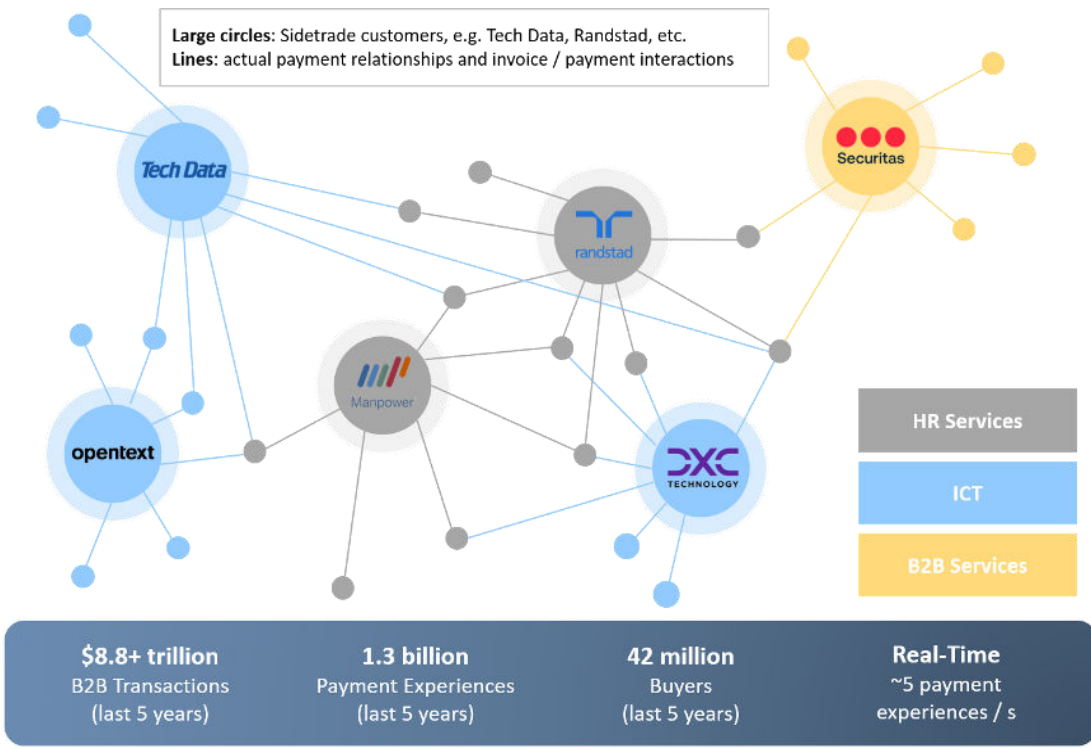 Large circles: Sidetrade customers, e.g. Tech Data, Randstad, etc.
Lines: actual payment relationships and invoice / payment interactions
Tech Data
Securitas
randstad
Manpower
opentext
DXC
TECHNOLOGY
HR Services
ICT
B2B Services
$8.8+ trillion
B2B Transactions
(last 5 years)
1.3 billion
Payment Experiences
(last 5 years)
42 million
Buyers
(last 5 years)
Real-Time
~5 payment
experiences / s